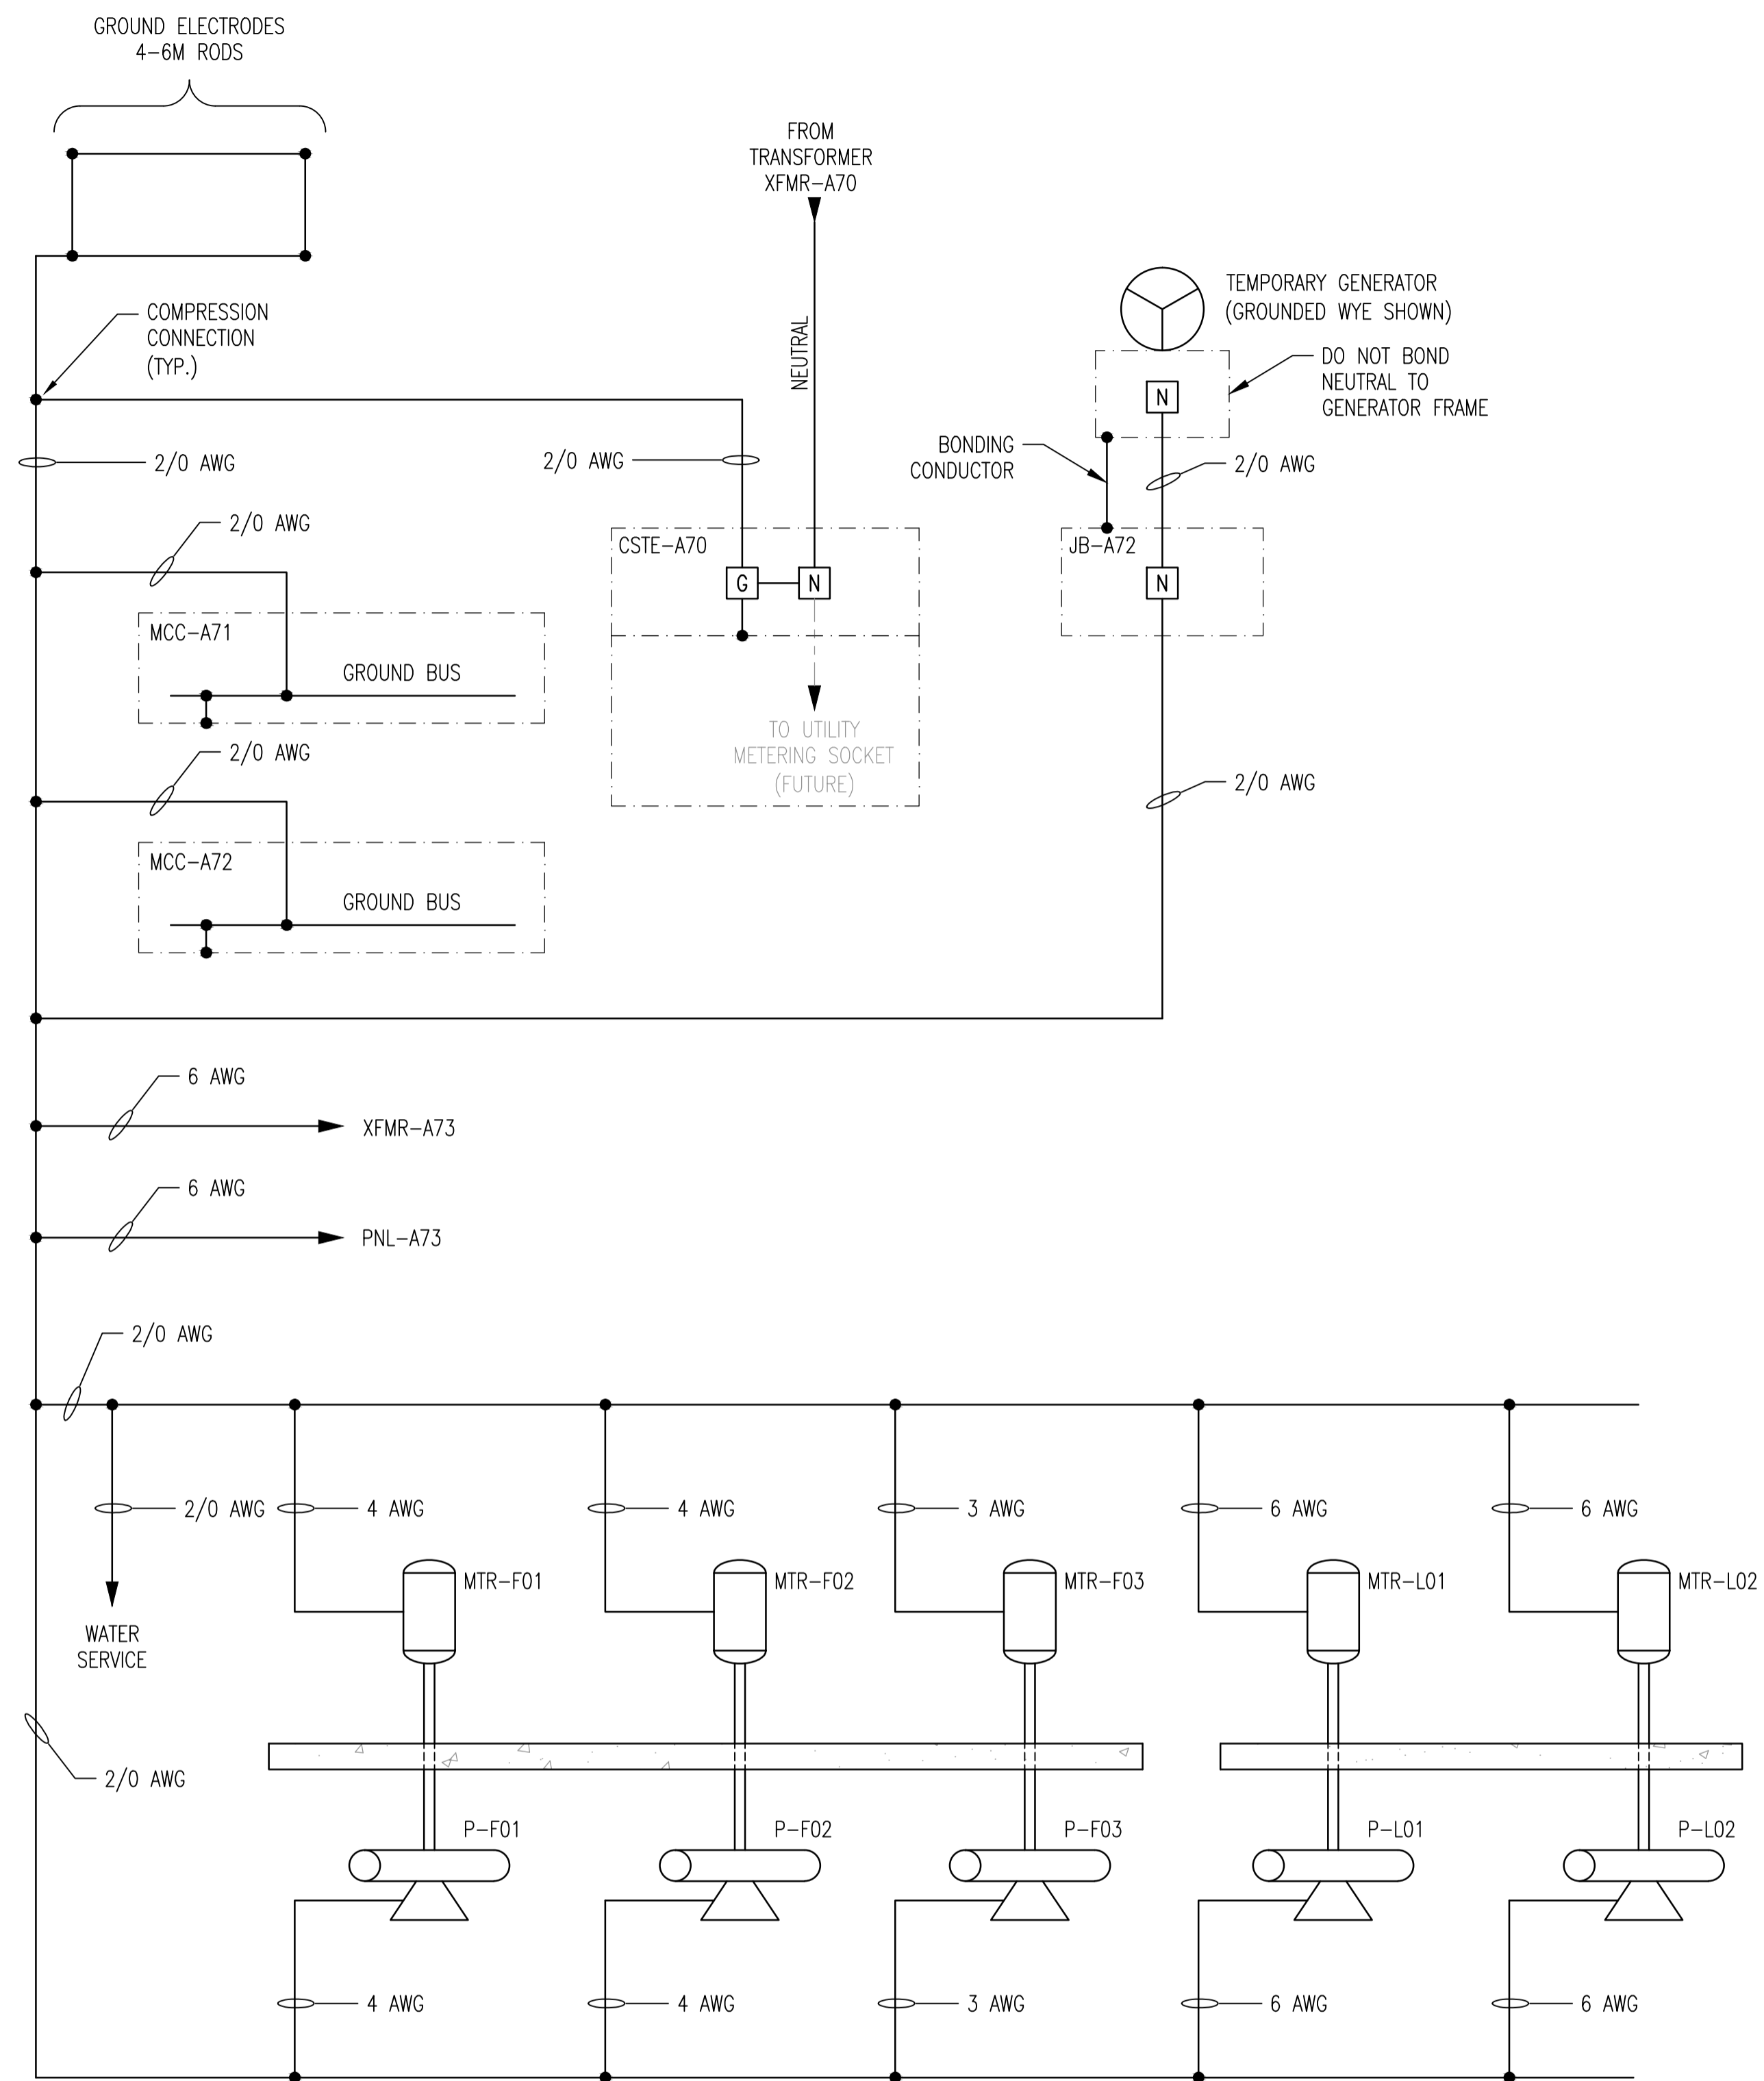 GROUND ELECTRODES
4-6M RODS
FROM
TRANSFORMER
XFMR-A70
NEUTRAL
TEMPORARY GENERATOR
(GROUNDED WYE SHOWN)
COMPRESSION
CONNECTION
(TYP.)
DO NOT BOND
NEUTRAL TO
GENERATOR FRAME
N
BONDING
CONDUCTOR
2/0 AWG
2/0 AWG
2/0 AWG
2/0 AWG
CSTE-A70
JB-A72
G
N
N
MCC-A71
GROUND BUS
TO UTILITY
METERING SOCKET
(FUTURE)
2/0 AWG
2/0 AWG
2/0 AWG
MCC-A72
GROUND BUS
6 AWG
XFMR-A73
6 AWG
PNL-A73
2/0 AWG
2/0 AWG
4 AWG
4 AWG
3 AWG
6 AWG
6 AWG
MTR-F01
MTR-F02
MTR-F03
MTR-L01
MTR-L02
WATER
SERVICE
2/0 AWG
P-F01
P-F02
P-F03
P-L01
P-L02
4 AWG
4 AWG
3 AWG
6 AWG
6 AWG